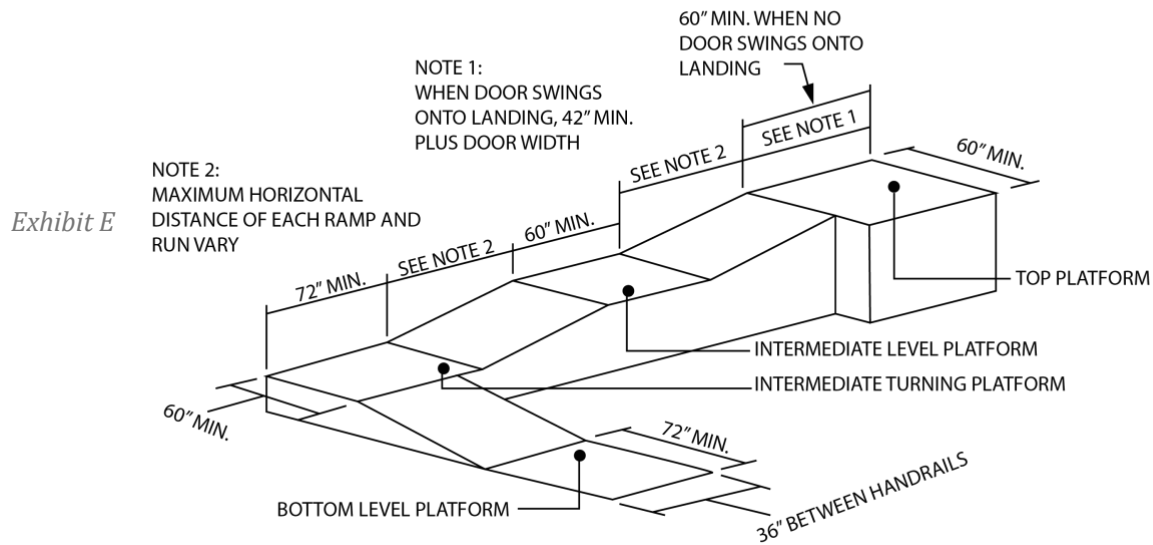 60” MIN. WHEN NO
DOOR SWINGS ONTO
LANDING
NOTE 1:
WHEN DOOR SWINGS
ONTO LANDING, 42” MIN.
PLUS DOOR WIDTH
SEE NOTE 1
60” MIN.
SEE NOTE 2
NOTE 2:
MAXIMUM HORIZONTAL
DISTANCE OF EACH RAMP AND
RUN VARY
Exhibit E
60” MIN.
SEE NOTE 2
72” MIN.
TOP PLATFORM
INTERMEDIATE LEVEL PLATFORM
INTERMEDIATE TURNING PLATFORM
60” MIN.
72” MIN.
BOTTOM LEVEL PLATFORM
36” BETWEEN HANDRAILS